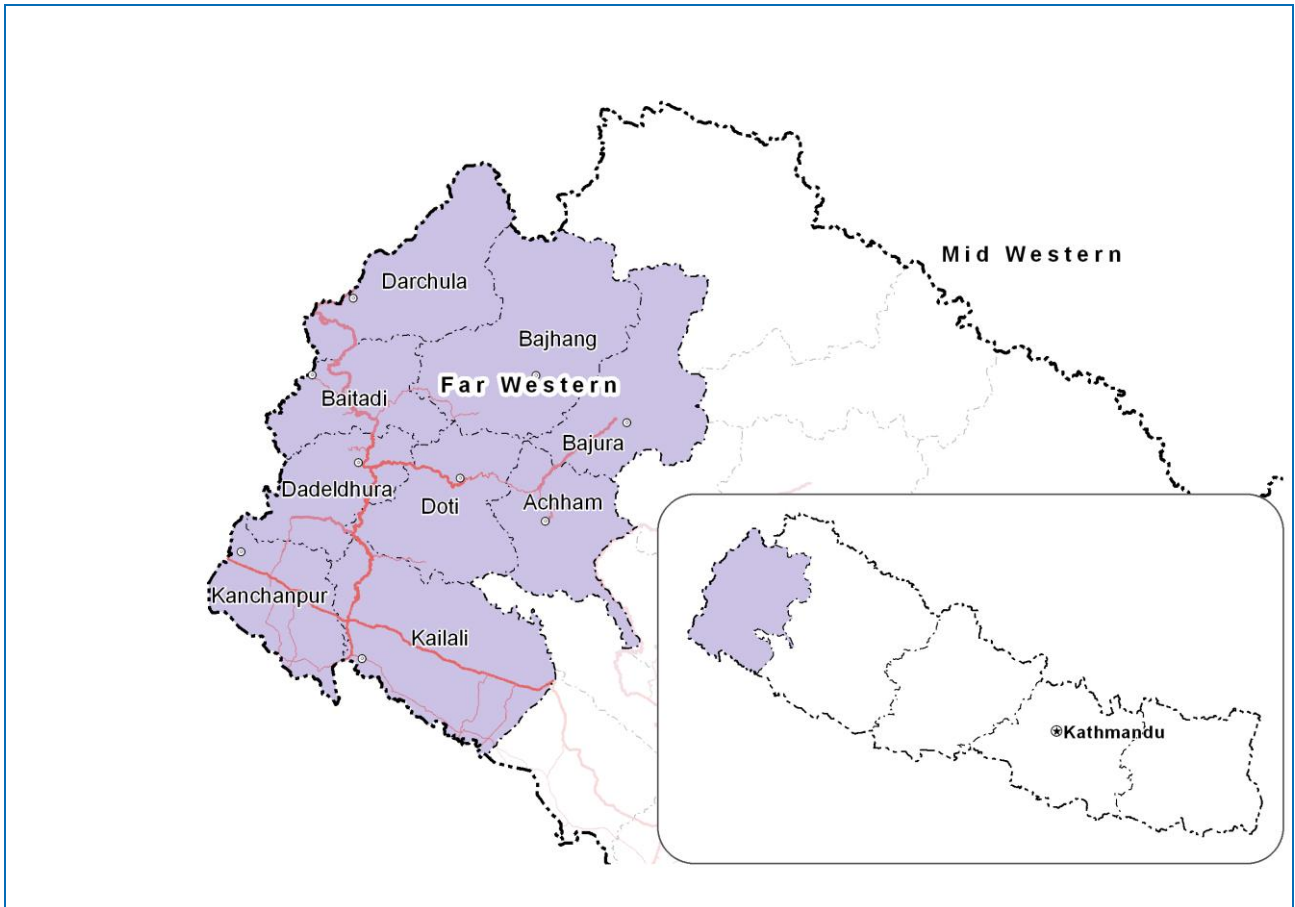 Mid Western
Darchula
Bajhang
Far Western
Baitadi
Bajura
Dadeldhura
Doti
Achham
Kanchanpur
Kailali
Kathmandu